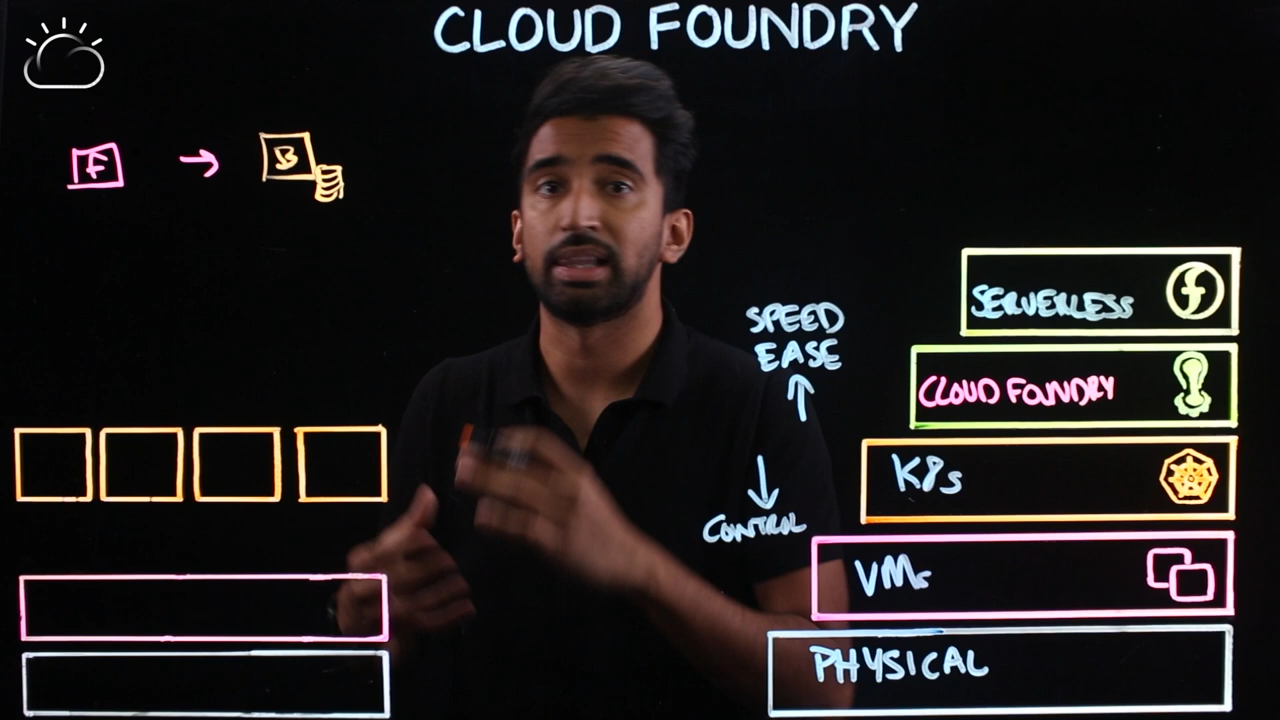 CLOUD FOUNDRY
F → B
SPEED
EASE
↑
↓
CONTROL
SERVERLESS f
CLOUD FOUNDRY
K8s
VMs
PHYSICAL